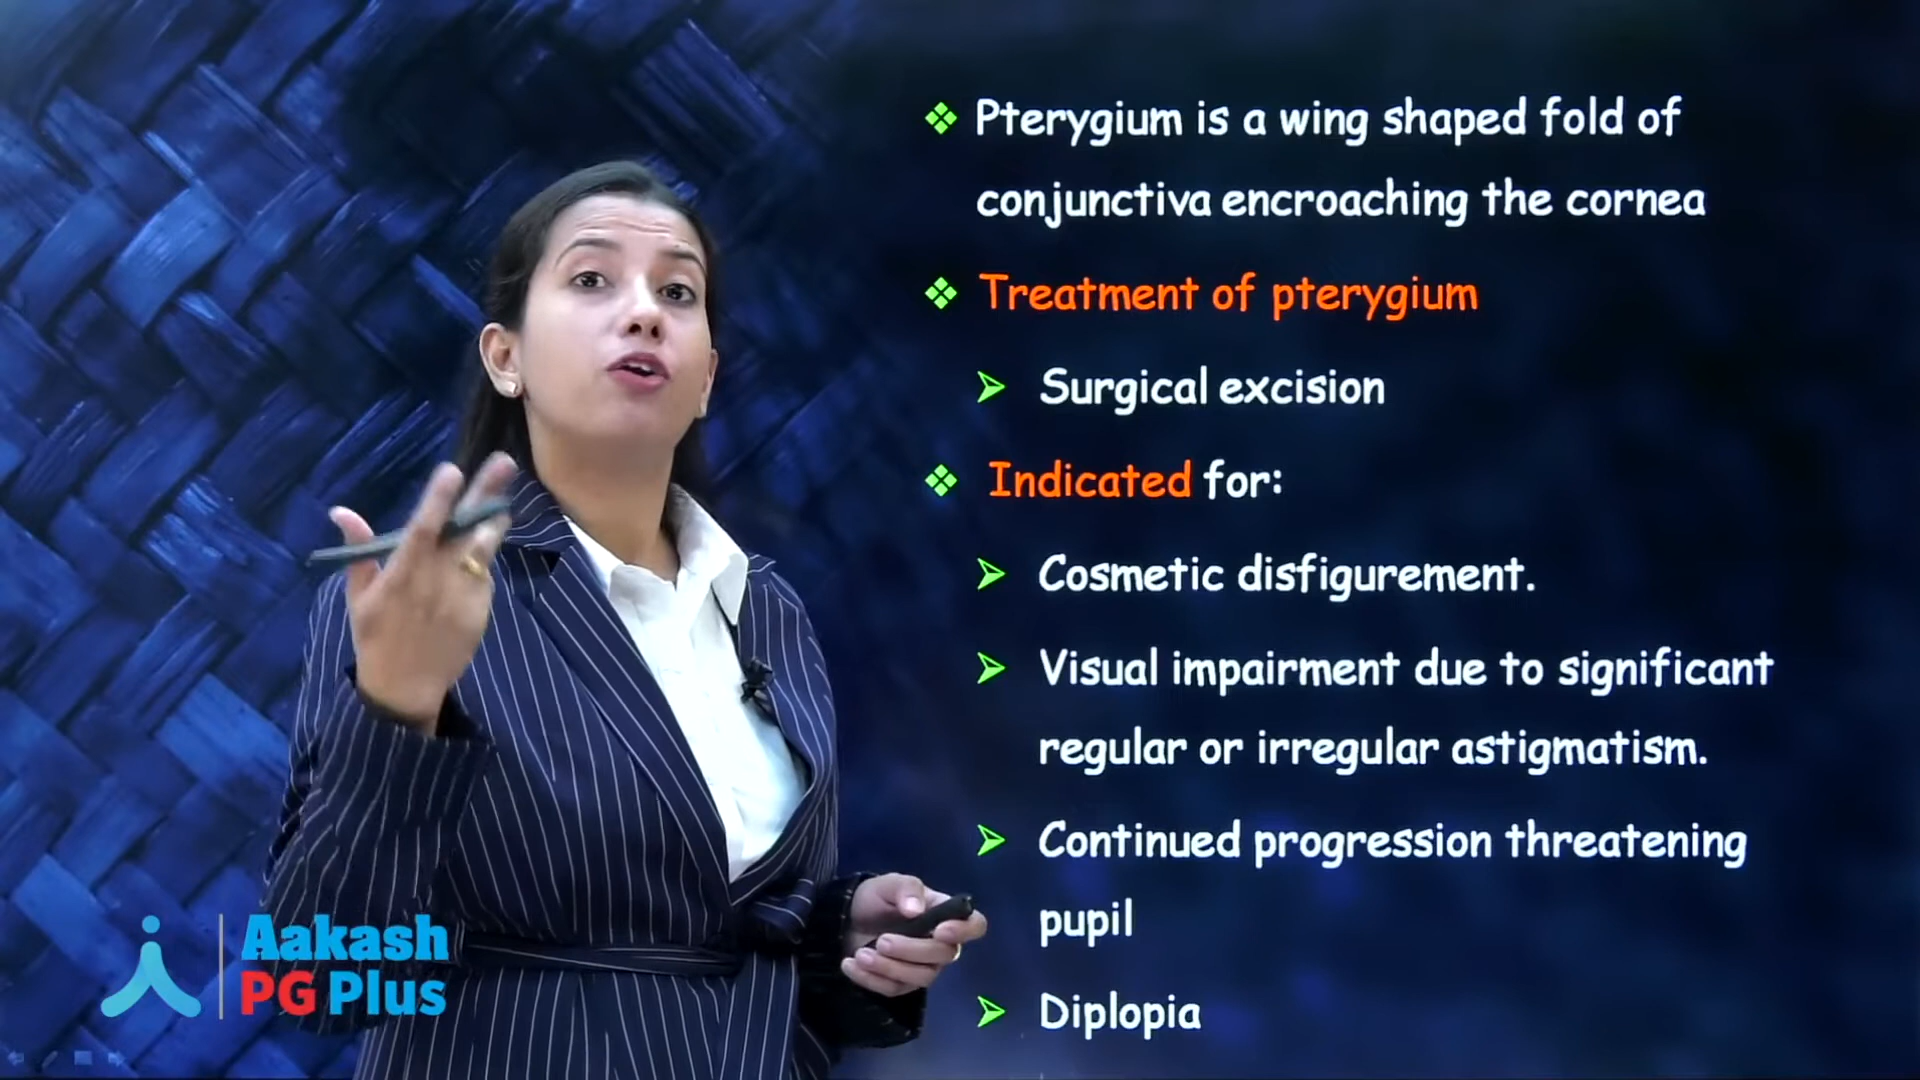 Pterygium is a wing shaped fold of
conjunctiva encroaching the cornea
Treatment of pterygium
Surgical excision
Indicated for:
Cosmetic disfigurement.
Visual impairment due to significant
regular or irregular astigmatism.
Continued progression threatening
pupil
Diplopia
Aakash
PG Plus